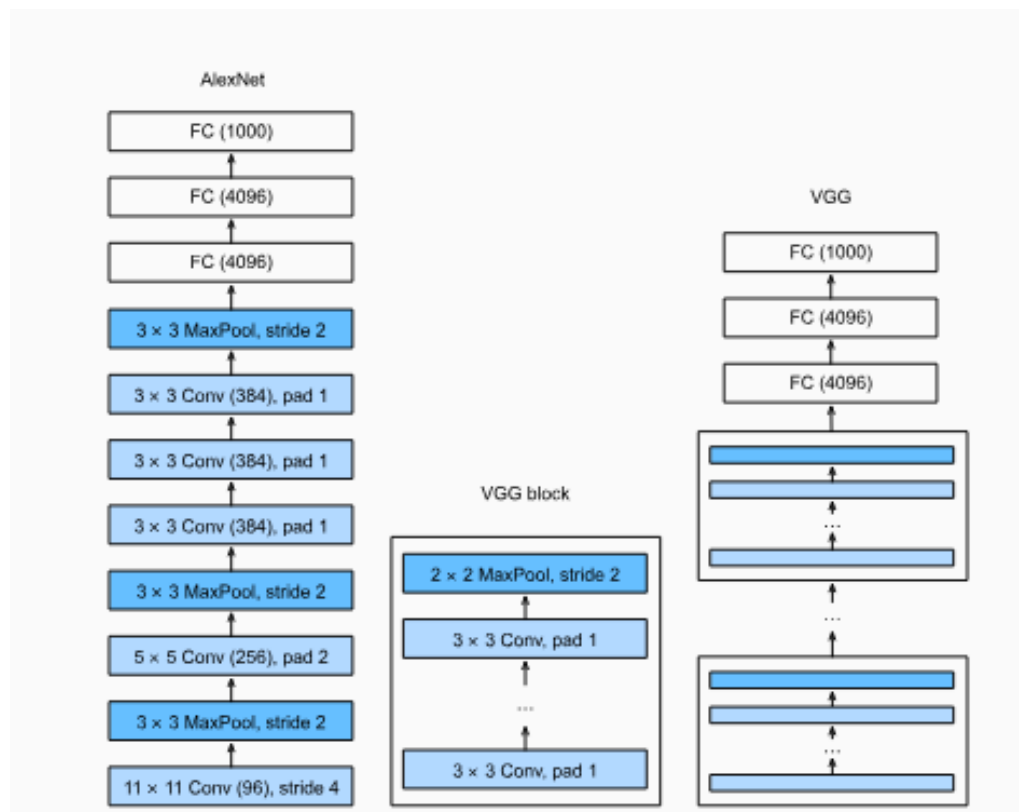 AlexNet
FC (1000)
FC (4096)
FC (4096)
3 × 3 MaxPool, stride 2
3 × 3 Conv (384), pad 1
3 × 3 Conv (384), pad 1
3 × 3 Conv (384), pad 1
3 × 3 MaxPool, stride 2
5 × 5 Conv (256), pad 2
3 × 3 MaxPool, stride 2
11 × 11 Conv (96), stride 4
VGG block
2 × 2 MaxPool, stride 2
3 × 3 Conv, pad 1
...
3 × 3 Conv, pad 1
VGG
FC (1000)
FC (4096)
FC (4096)
...
...
...